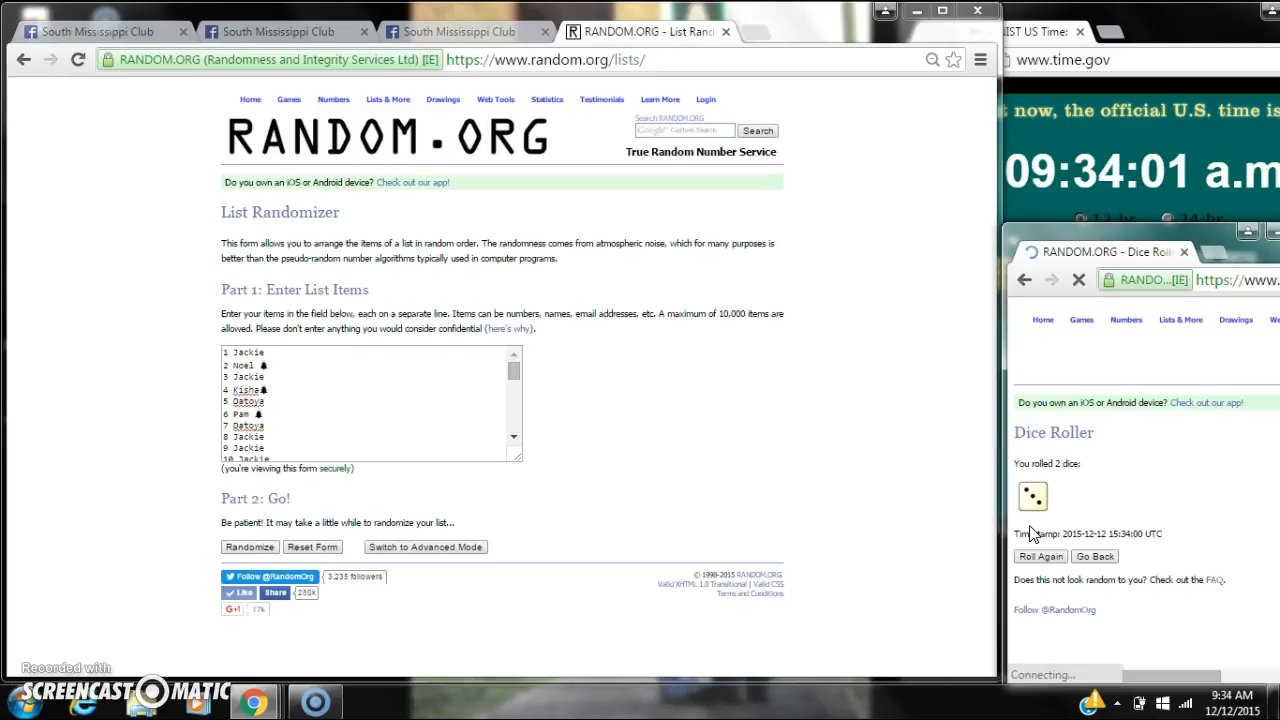 South Mississippi Club
South Mississippi Club
South Mississippi Club
RANDOM.ORG - List Ran
RANDOM.ORG (Randomness and Integrity Services Ltd) [IE]
https://www.random.org/lists/
Home Games Numbers Lists & More Drawings Web Tools Statistics Testimonials Learn More Login
RANDOM.ORG
Search RANDOM.ORG
Google™ Custom Search
Search
True Random Number Service
Do you own an iOS or Android device? Check out our app!
List Randomizer
This form allows you to arrange the items of a list in random order. The randomness comes from atmospheric noise, which for many purposes is
better than the pseudo-random number algorithms typically used in computer programs.
Part 1: Enter List Items
Enter your items in the field below, each on a separate line. Items can be numbers, names, email addresses, etc. A maximum of 10,000 items are
allowed. Please don't enter anything you would consider confidential (here's why).
1 Jackie
2 Noel
3 Jackie
4 Kisha
5 Datoya
6 Pam
7 Datoya
8 Jackie
9 Jackie
10 Jackie
(you're viewing this form securely)
Part 2: Go!
Be patient! It may take a little while to randomize your list...
Randomize Reset Form Switch to Advanced Mode
Follow @RandomOrg 3,235 followers
Like Share 280k
G+1 17k
© 1998-2015 RANDOM.ORG
Valid XHTML 1.0 Transitional | Valid CSS
Terms and Conditions
IST US Time:
www.time.gov
t now, the official U.S. time is
09:34:01 a.m
12-hr 24-hr
RANDOM.ORG - Dice Roll
RANDO...[IE] https://www.
Home Games Numbers Lists & More Drawings We
Do you own an iOS or Android device? Check out our app!
Dice Roller
You rolled 2 dice:
Timestamp: 2015-12-12 15:34:00 UTC
Roll Again Go Back
Does this not look random to you? Check out the FAQ.
Follow @RandomOrg
Connecting...
Recorded with
SCREENCAST MATIC
9:34 AM
12/12/2015